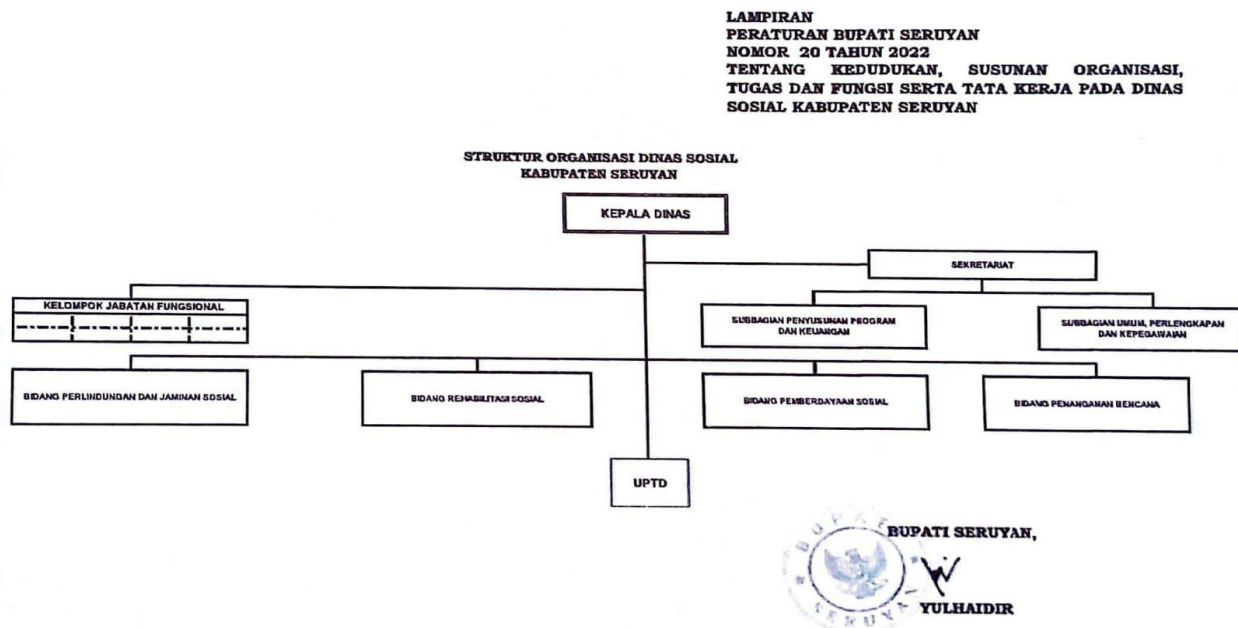 LAMPIRAN
PERATURAN BUPATI SERUYAN
NOMOR 20 TAHUN 2022
TENTANG KEDUDUKAN, SUSUNAN ORGANISASI,
TUGAS DAN FUNGSI SERTA TATA KERJA PADA DINAS
SOSIAL KABUPATEN SERUYAN
STRUKTUR ORGANISASI DINAS SOSIAL
KABUPATEN SERUYAN
KEPALA DINAS
SEKRETARIAT
KELOMPOK JABATAN FUNGSIONAL
SUBBAGIAN PENYUSUNAN PROGRAM
DAN KEUANGAN
SUBBAGIAN UMUM, PERLENGKAPAN
DAN KEPEGAWAIAN
BIDANG PERLINDUNGAN DAN JAMINAN SOSIAL
BIDANG REHABILITASI SOSIAL
BIDANG PEMBERDAYAAN SOSIAL
BIDANG PENANGANAN BENCANA
UPTD
BUPATI SERUYAN,
YULHAIDIR
BUPATI
SERUYAN